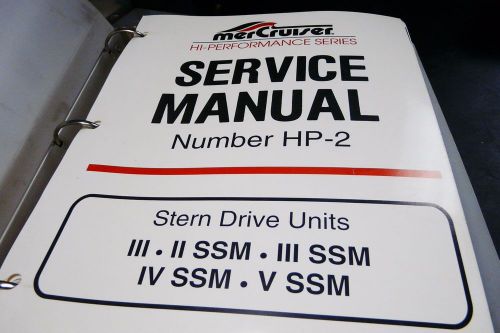 merCruiser
HI-PERFORMANCE SERIES
SERVICE
MANUAL
Number HP-2
Stern Drive Units
III • II SSM • III SSM
IV SSM • V SSM